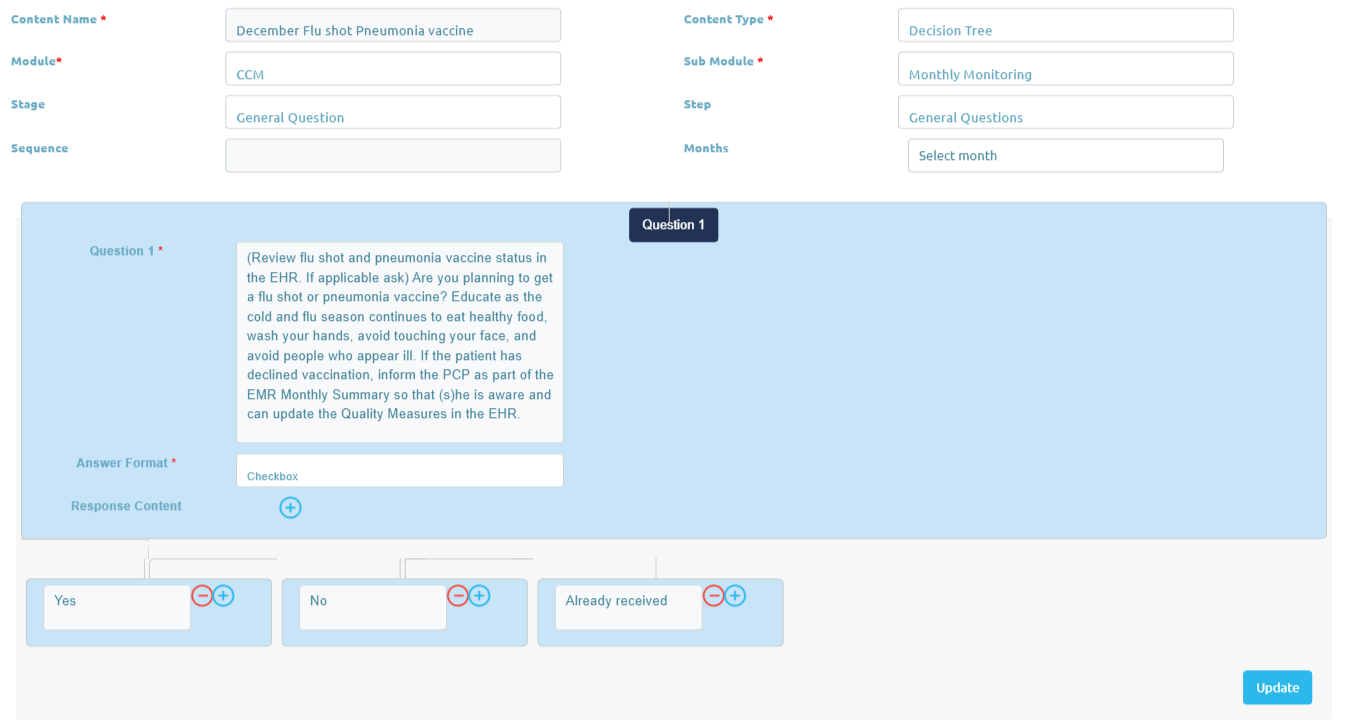 Content Name *
December Flu shot Pneumonia vaccine
Content Type *
Decision Tree
Module*
CCM
Sub Module *
Monthly Monitoring
Stage
General Question
Step
General Questions
Sequence
Months
Select month
Question 1
Question 1 *
(Review flu shot and pneumonia vaccine status in
the EHR. If applicable ask) Are you planning to get
a flu shot or pneumonia vaccine? Educate as the
cold and flu season continues to eat healthy food,
wash your hands, avoid touching your face, and
avoid people who appear ill. If the patient has
declined vaccination, inform the PCP as part of the
EMR Monthly Summary so that (s)he is aware and
can update the Quality Measures in the EHR.
Answer Format *
Checkbox
Response Content
Yes
No
Already received
Update